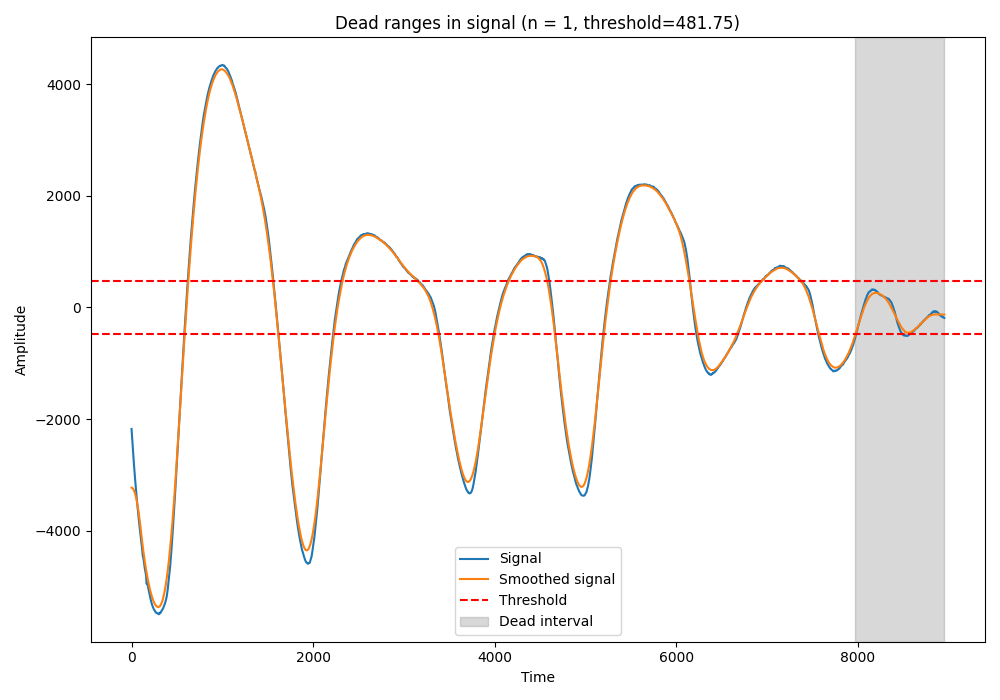 Dead ranges in signal (n = 1, threshold=481.75)
Amplitude
4000
2000
0
−2000
−4000
0
2000
4000
6000
8000
Time
Signal
Smoothed signal
Threshold
Dead interval